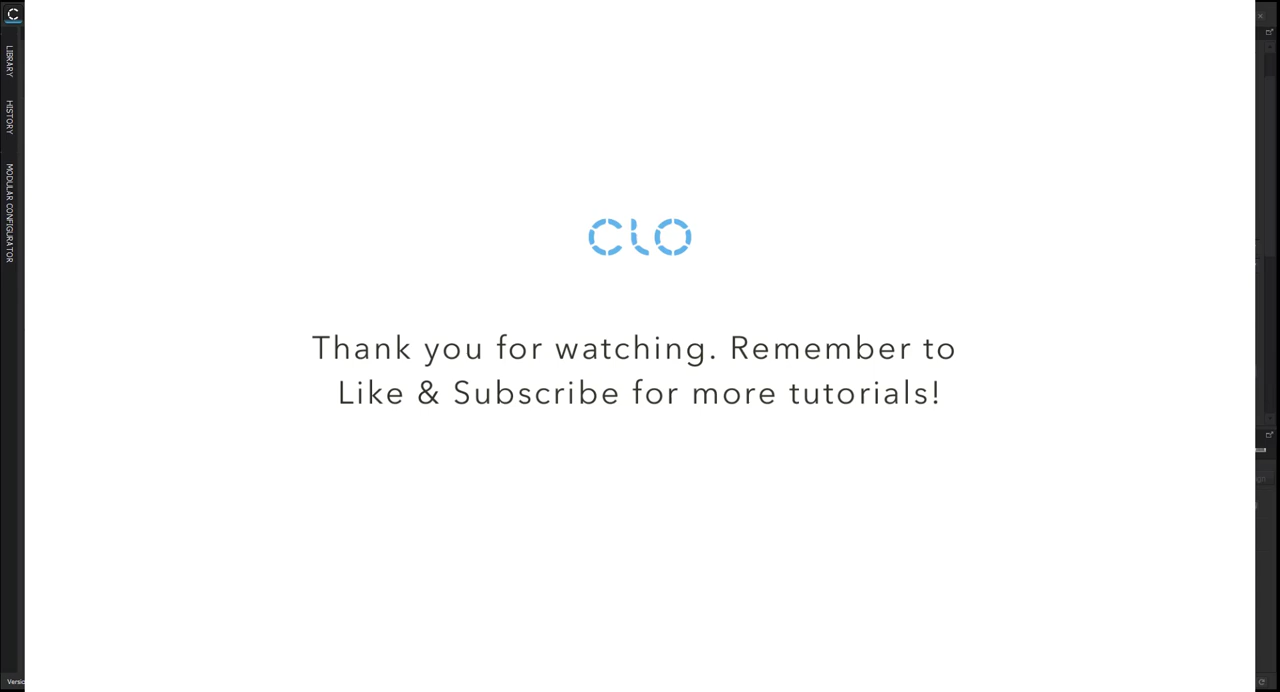 LIBRARY
HISTORY
MODULAR CONFIGURATOR
CLO
Thank you for watching. Remember to
Like & Subscribe for more tutorials!